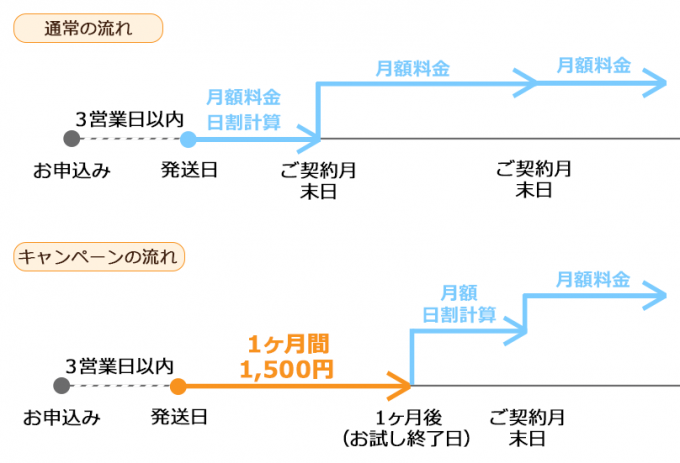 通常の流れ
月額料金
月額料金
月額料金
日割計算
3営業日以内
お申込み
発送日
ご契約月
末日
ご契約月
末日
キャンペーンの流れ
月額料金
月額
日割計算
1ヶ月間
1,500円
3営業日以内
お申込み
発送日
1ヶ月後
(お試し終了日)
ご契約月
末日